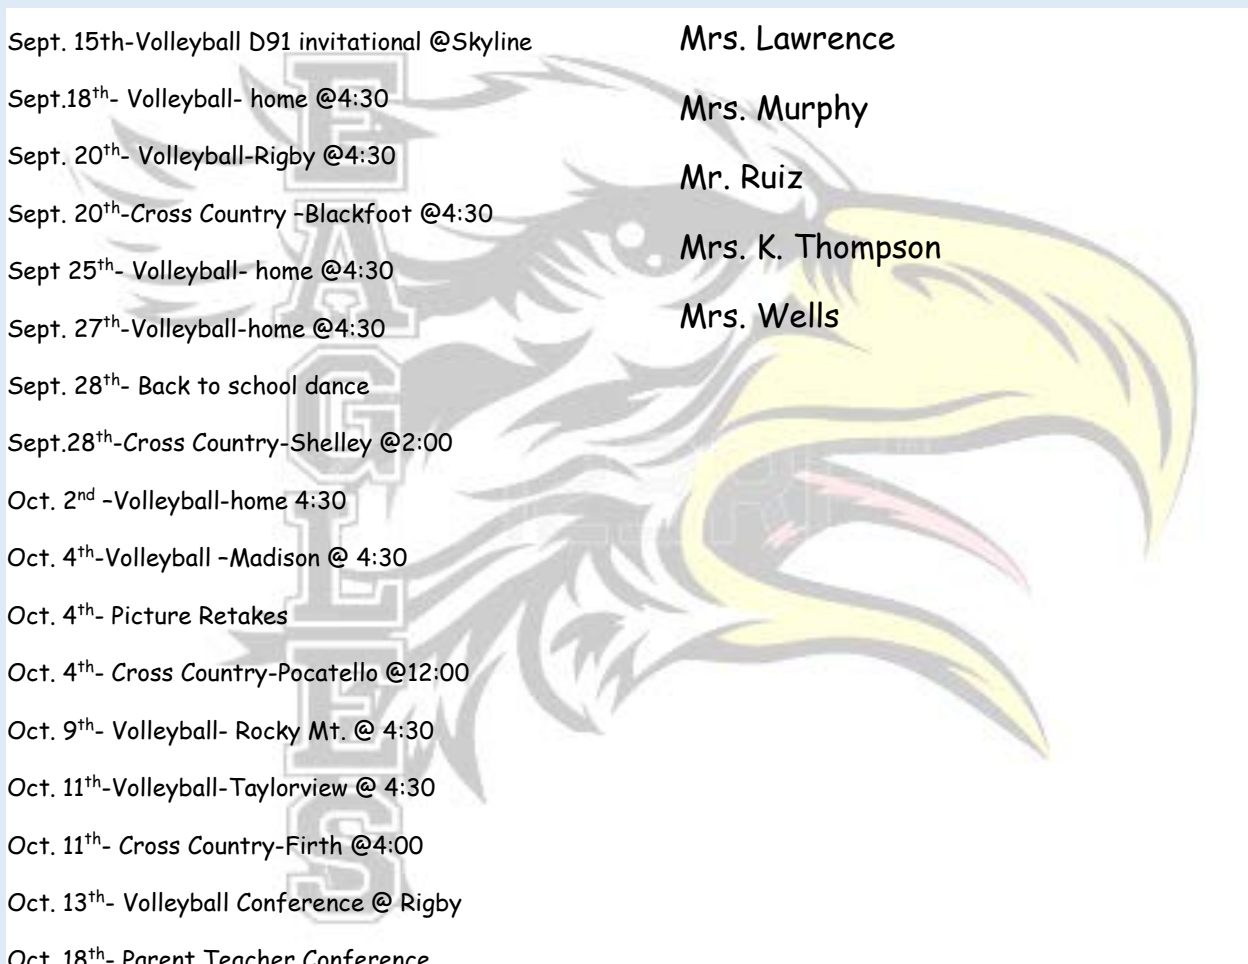 Sept. 15th-Volleyball D91 invitational @Skyline
Sept.18th- Volleyball- home @4:30
Sept. 20th- Volleyball-Rigby @4:30
Sept. 20th-Cross Country –Blackfoot @4:30
Sept 25th- Volleyball- home @4:30
Sept. 27th-Volleyball-home @4:30
Sept. 28th- Back to school dance
Sept.28th-Cross Country-Shelley @2:00
Oct. 2nd –Volleyball-home 4:30
Oct. 4th-Volleyball –Madison @ 4:30
Oct. 4th- Picture Retakes
Oct. 4th- Cross Country-Pocatello @12:00
Oct. 9th- Volleyball- Rocky Mt. @ 4:30
Oct. 11th-Volleyball-Taylorview @ 4:30
Oct. 11th- Cross Country-Firth @4:00
Oct. 13th- Volleyball Conference @ Rigby
Oct. 18th- Parent Teacher Conference
Mrs. Lawrence
Mrs. Murphy
Mr. Ruiz
Mrs. K. Thompson
Mrs. Wells
EAGLES